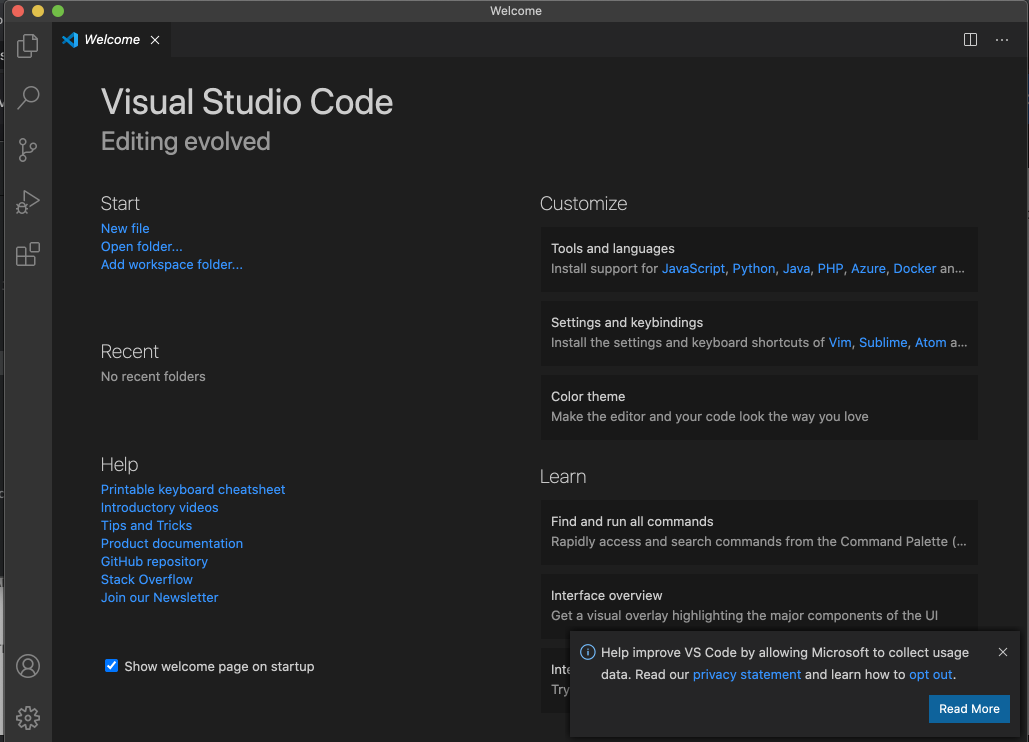 Welcome
Welcome
Visual Studio Code
Editing evolved
Start
New file
Open folder...
Add workspace folder...
Recent
No recent folders
Help
Printable keyboard cheatsheet
Introductory videos
Tips and Tricks
Product documentation
GitHub repository
Stack Overflow
Join our Newsletter
Show welcome page on startup
Customize
Tools and languages
Install support for JavaScript, Python, Java, PHP, Azure, Docker an...
Settings and keybindings
Install the settings and keyboard shortcuts of Vim, Sublime, Atom a...
Color theme
Make the editor and your code look the way you love
Learn
Find and run all commands
Rapidly access and search commands from the Command Palette (...
Interface overview
Get a visual overlay highlighting the major components of the UI
Inte
Try
Help improve VS Code by allowing Microsoft to collect usage
data. Read our privacy statement and learn how to opt out.
Read More